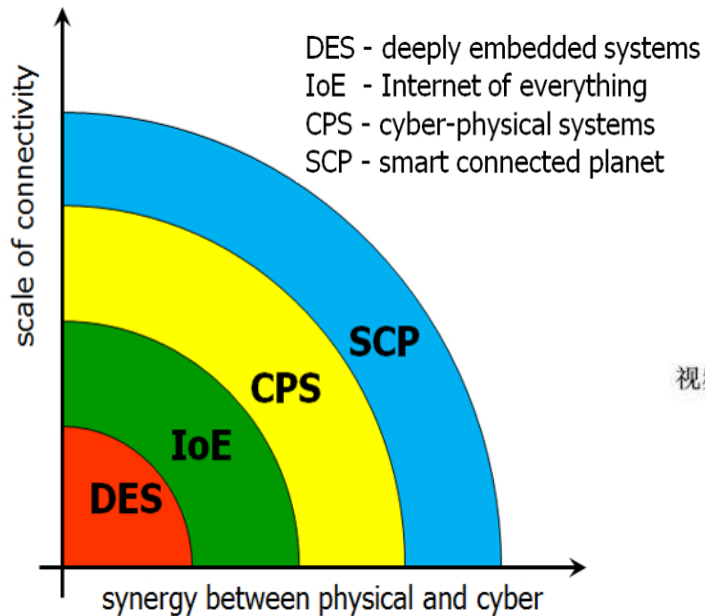 DES - deeply embedded systems
IoE - Internet of everything
CPS - cyber-physical systems
SCP - smart connected planet
scale of connectivity
SCP
CPS
IoE
DES
synergy between physical and cyber
视